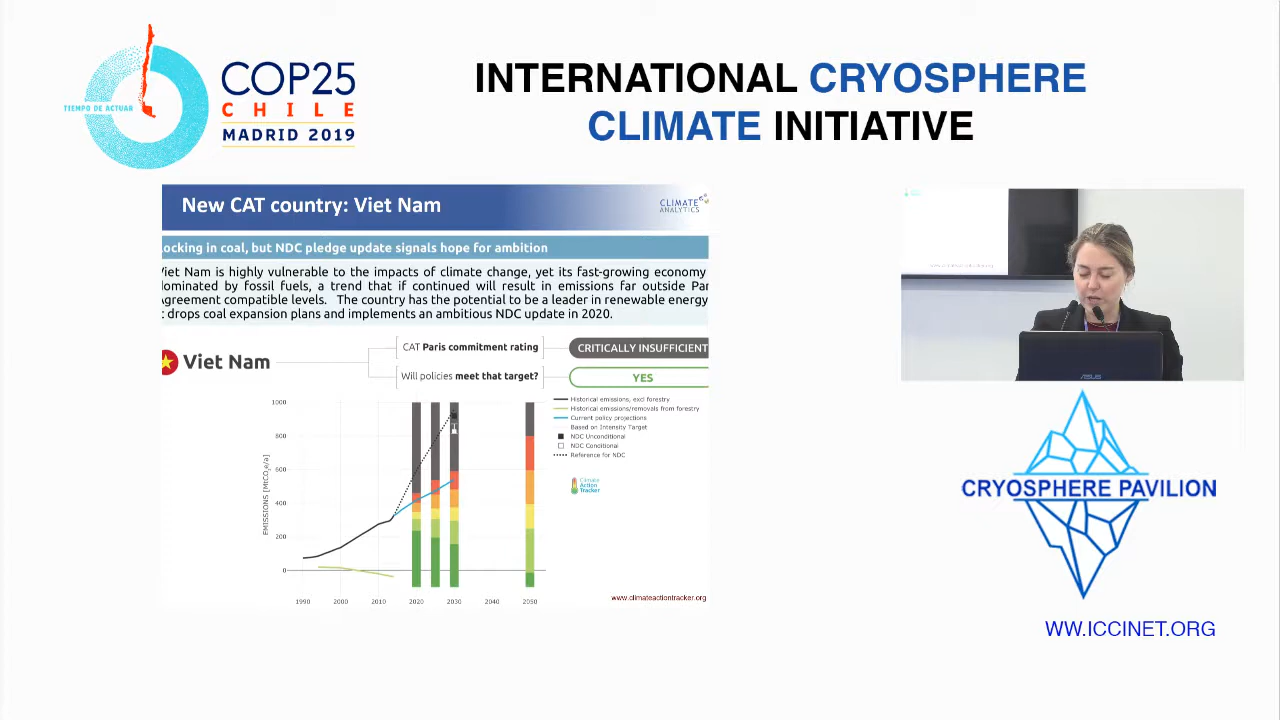 INTERNATIONAL CRYOSPHERE
CLIMATE INITIATIVE
TIEMPO DE ACTUAR
COP25
CHILE
MADRID 2019
New CAT country: Viet Nam
CLIMATE
ANALYTICS
ocking in coal, but NDC pledge update signals hope for ambition
Viet Nam is highly vulnerable to the impacts of climate change, yet its fast-growing economy
dominated by fossil fuels, a trend that if continued will result in emissions far outside Par
Agreement compatible levels. The country has the potential to be a leader in renewable energy
t drops coal expansion plans and implements an ambitious NDC update in 2020.
Viet Nam
CAT Paris commitment rating
CRITICALLY INSUFFICIENT
Will policies meet that target?
YES
EMISSIONS [MtCO2e/a]
1000
800
600
400
200
0
1990
2000
2010
2020
2030
2040
2050
Historical emissions, excl forestry
Historical emissions/removals from forestry
Current policy projections
Based on Intensity Target
NDC Unconditional
NDC Conditional
Reference for NDC
Climate
Action
Tracker
www.climateactiontracker.org
ASUS
CRYOSPHERE PAVILION
WW.ICCINET.ORG